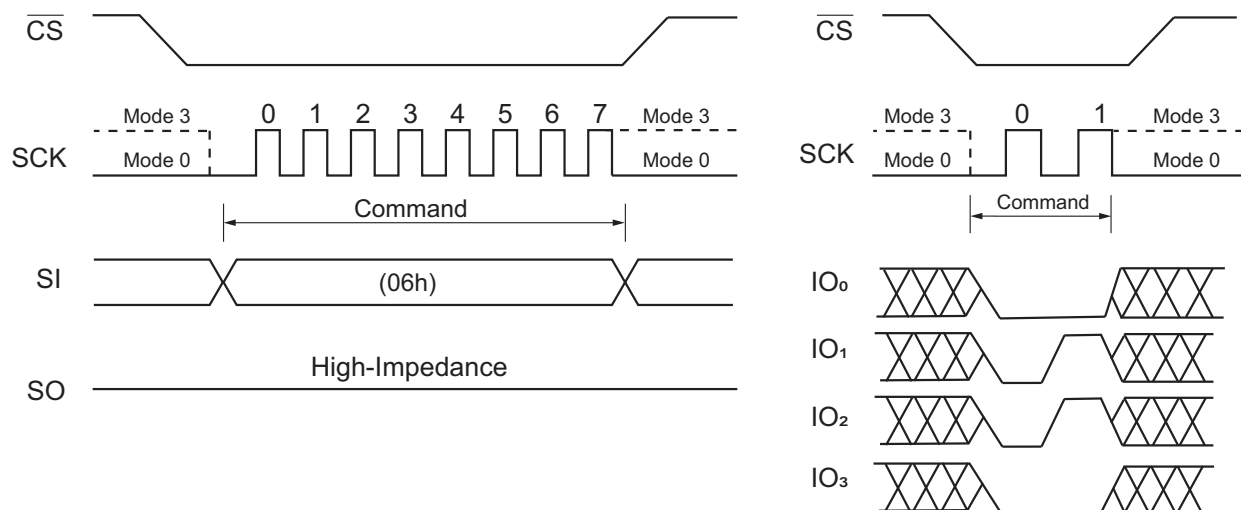 C̅S̅
Mode 3
0 1 2 3 4 5 6 7
Mode 3
SCK
Mode 0
Mode 0
Command
SI
(06h)
High-Impedance
SO
C̅S̅
Mode 3
0 1
Mode 3
SCK
Mode 0
Mode 0
Command
IO₀
IO₁
IO₂
IO₃